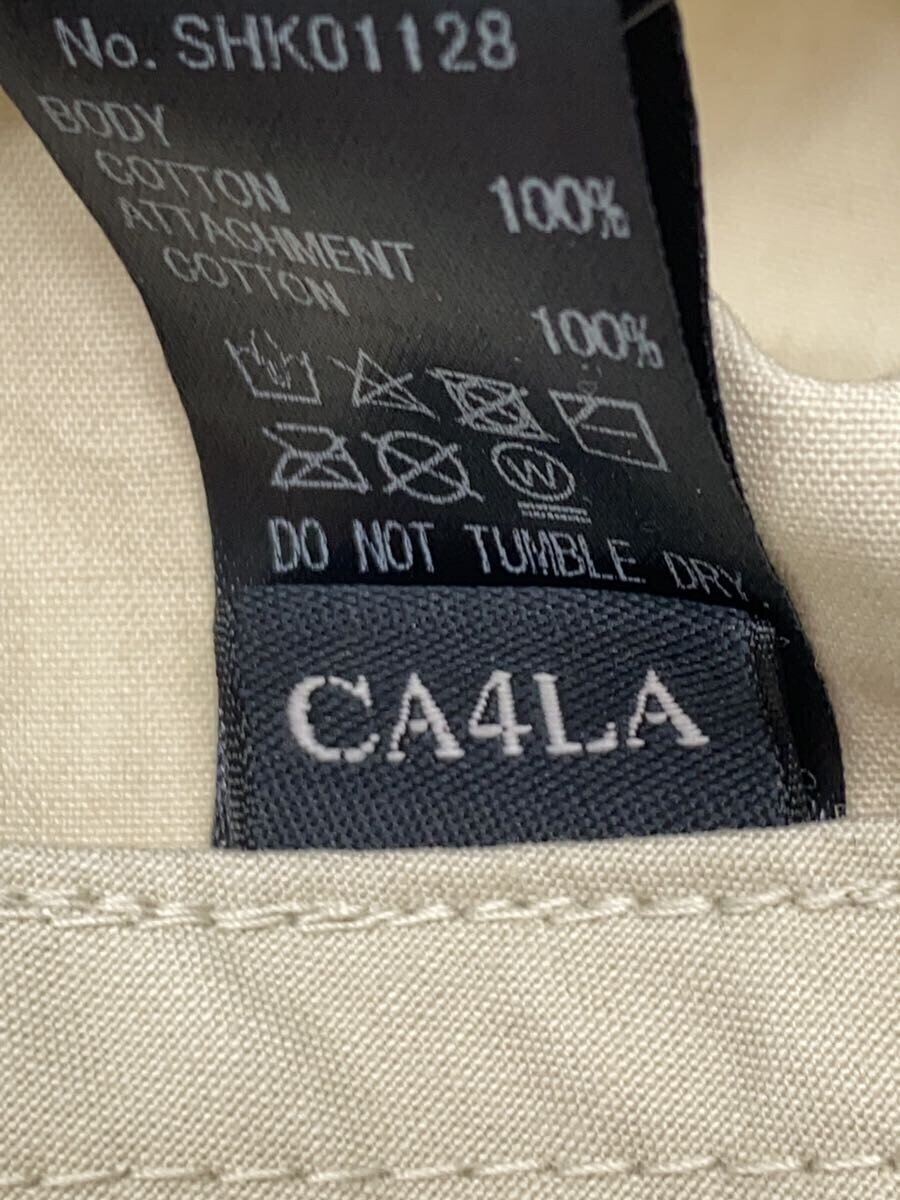 No. SHK01128
BODY
COTTON 100%
ATTACHMENT
COTTON 100%
W
DO NOT TUMBLE DRY.
CA4LA